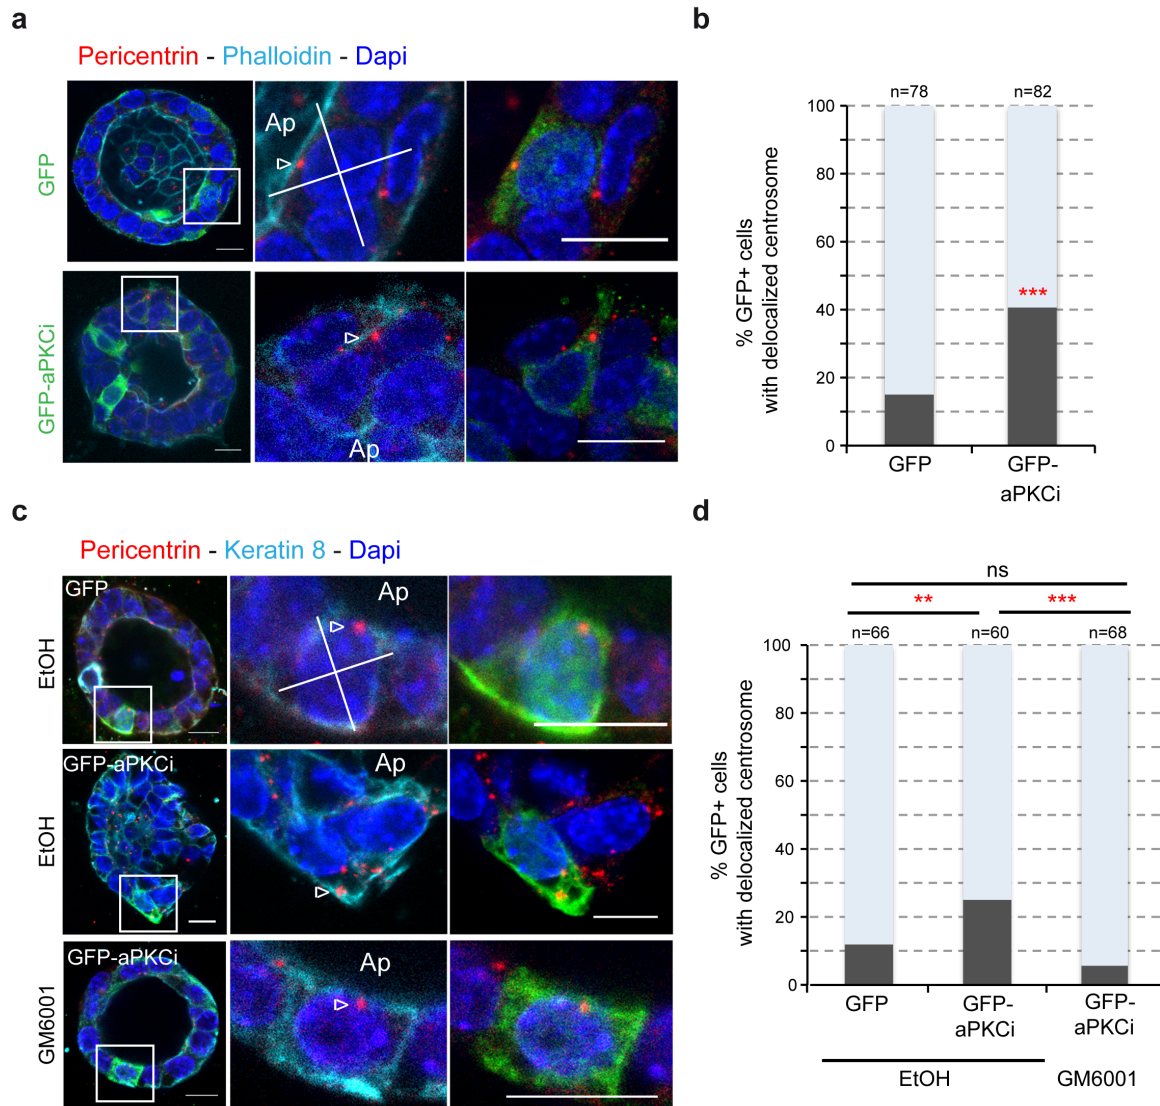 a
Pericentrin - Phalloidin - Dapi
GFP
Ap
GFP-aPKCi
Ap
b
n=78
n=82
% GFP+ cells
with delocalized centrosome
100
80
60
40
20
0
***
GFP
GFP-
aPKCi
c
Pericentrin - Keratin 8 - Dapi
EtOH
GFP
Ap
EtOH
GFP-aPKCi
Ap
GM6001
GFP-aPKCi
Ap
d
ns
**
***
n=66
n=60
n=68
% GFP+ cells
with delocalized centrosome
100
80
60
40
20
0
GFP
GFP-
aPKCi
GFP-
aPKCi
EtOH
GM6001